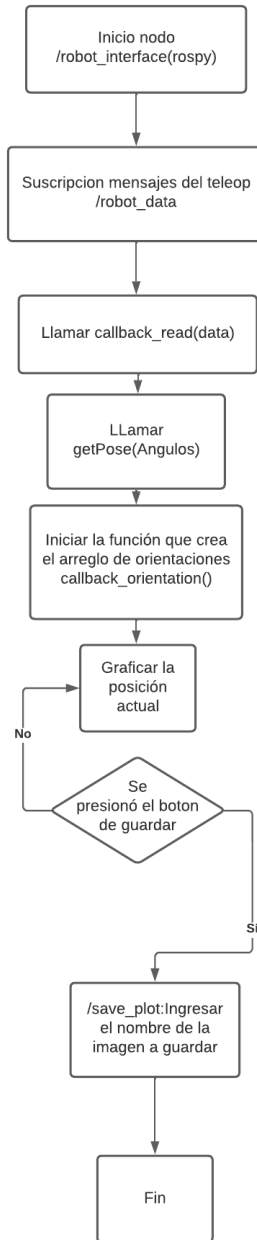 Inicio nodo
/robot_interface(rospy)
Suscripcion mensajes del teleop
/robot_data
Llamar callback_read(data)
LLamar
getPose(Angulos)
Iniciar la función que crea
el arreglo de orientaciones
callback_orientation()
Graficar la
posición
actual
No
Se
presionó el boton
de guardar
Sí
/save_plot:Ingresar
el nombre de la
imagen a guardar
Fin